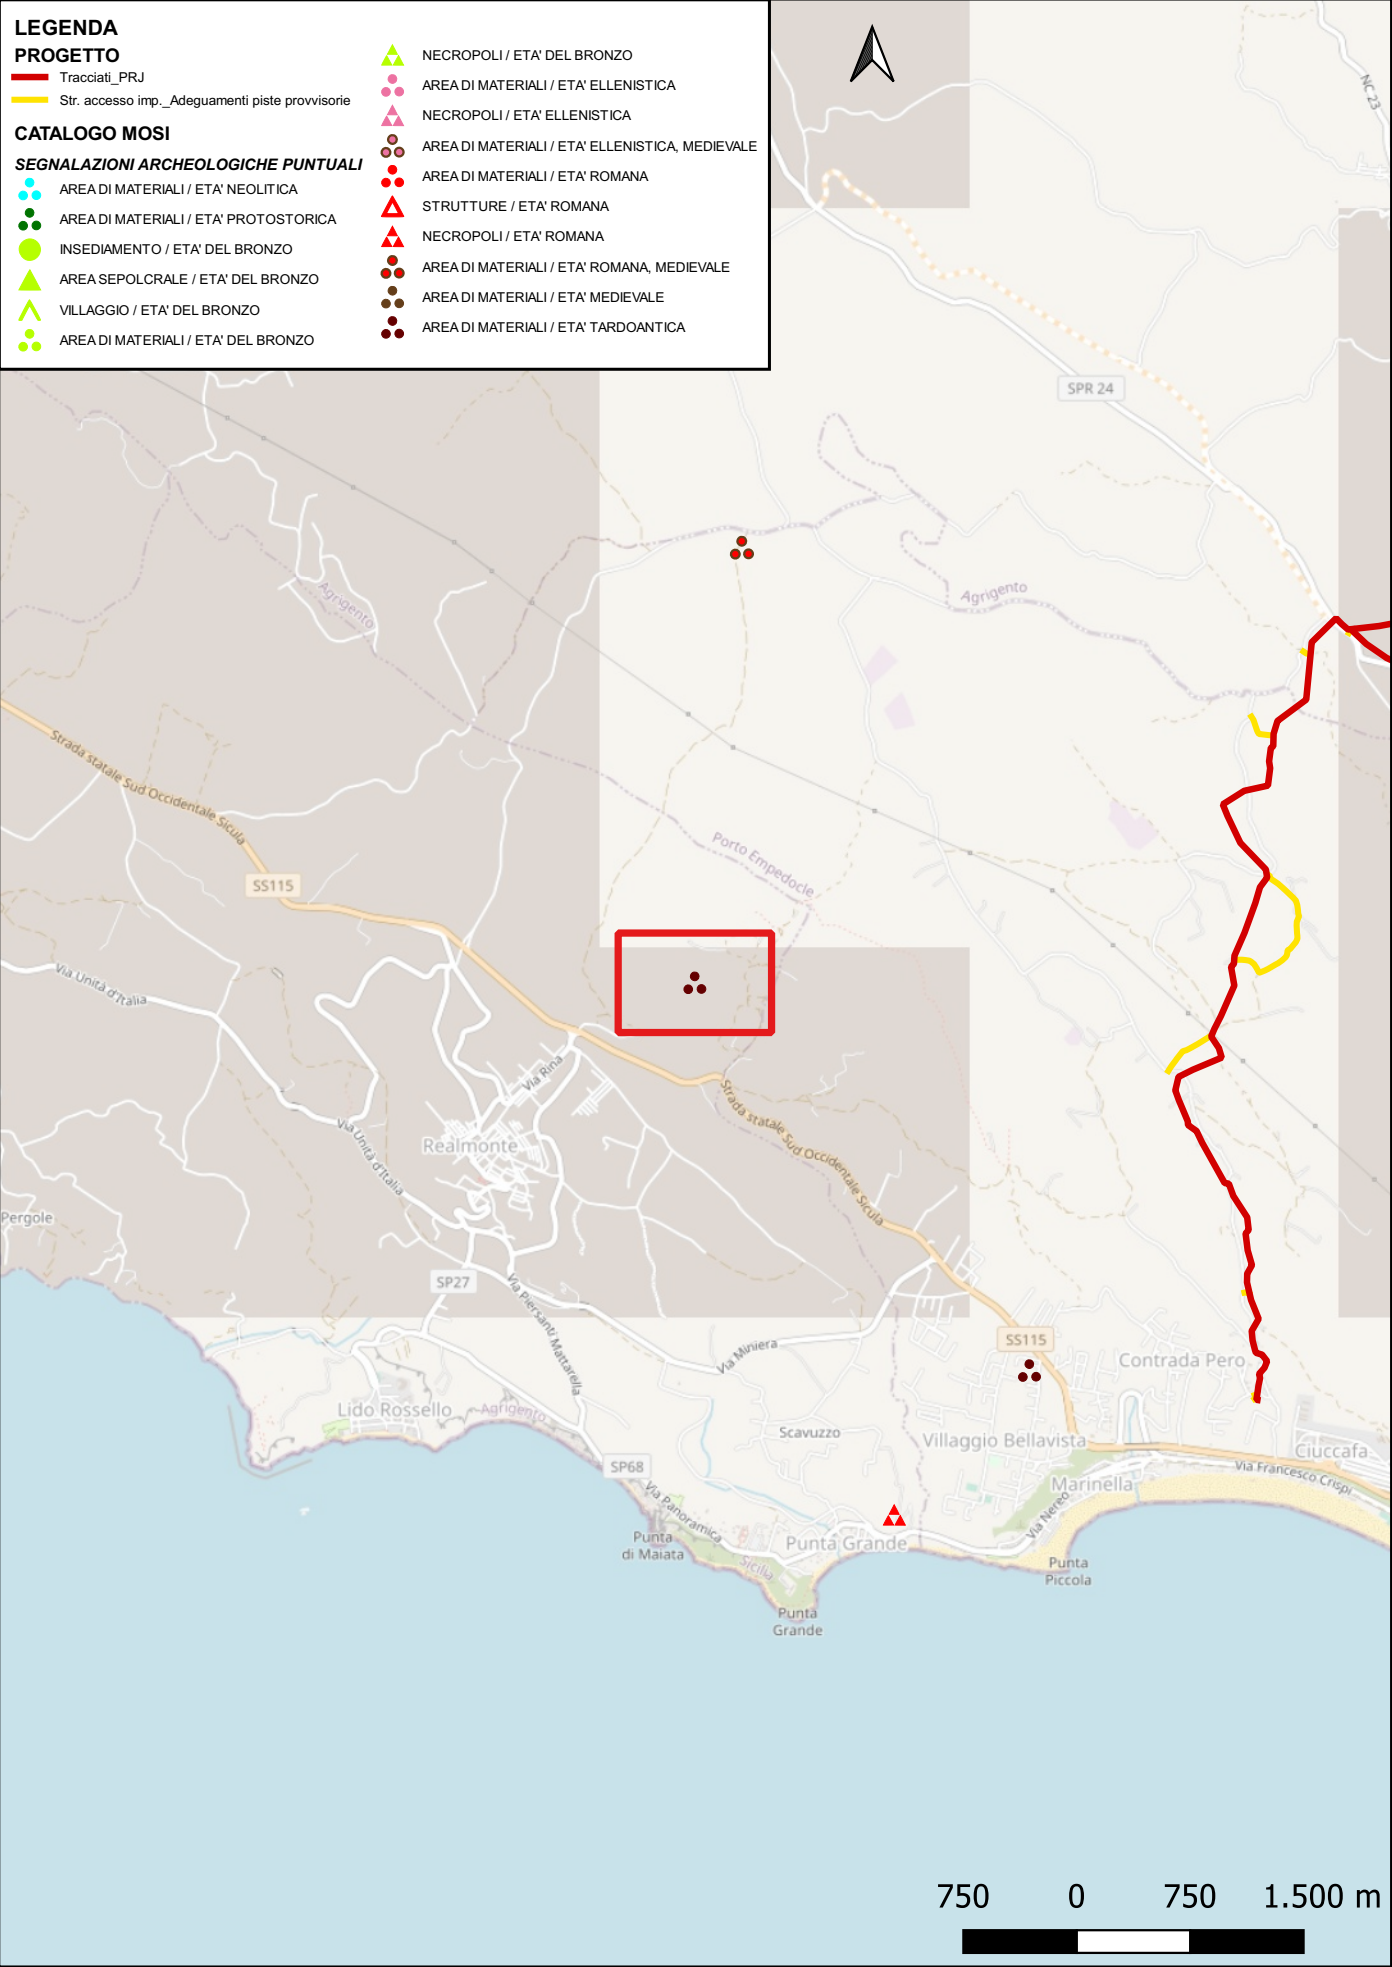 LEGENDA
PROGETTO
Tracciati_PRJ
Str. accesso imp._Adeguamenti piste provvisorie
CATALOGO MOSI
SEGNALAZIONI ARCHEOLOGICHE PUNTUALI
AREA DI MATERIALI / ETA' NEOLITICA
AREA DI MATERIALI / ETA' PROTOSTORICA
INSEDIAMENTO / ETA' DEL BRONZO
AREA SEPOLCRALE / ETA' DEL BRONZO
VILLAGGIO / ETA' DEL BRONZO
AREA DI MATERIALI / ETA' DEL BRONZO
NECROPOLI / ETA' DEL BRONZO
AREA DI MATERIALI / ETA' ELLENISTICA
NECROPOLI / ETA' ELLENISTICA
AREA DI MATERIALI / ETA' ELLENISTICA, MEDIEVALE
AREA DI MATERIALI / ETA' ROMANA
STRUTTURE / ETA' ROMANA
NECROPOLI / ETA' ROMANA
AREA DI MATERIALI / ETA' ROMANA, MEDIEVALE
AREA DI MATERIALI / ETA' MEDIEVALE
AREA DI MATERIALI / ETA' TARDOANTICA
NC 23
SPR 24
Agrigento
Agrigento
Strada statale Sud Occidentale Sicula
Porto Empedocle
SS115
Via Unità d'Italia
Via Rina
Strada statale Sud Occidentale Sicula
Via Unità d'Italia
Realmonte
Pergole
SP27
Via Piersanti Mattarella
Via Miniera
SS115
Contrada Pero
Lido Rossello
Agrigento
Scavuzzo
Villaggio Bellavista
Ciuccafa
SP68
Via Francesco Crispi
Marinella
Via Panoramica
Via Nereo
Punta
di Maiata
Punta Grande
Sicilia
Punta
Piccola
Punta
Grande
750 0 750 1.500 m